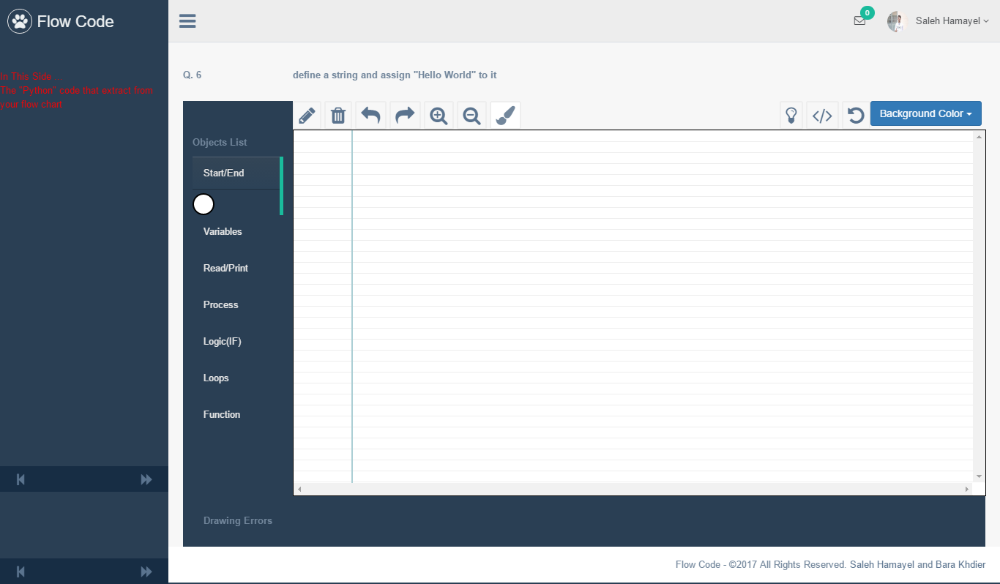 Flow Code
0
Saleh Hamayel
In This Side
The "Python" code that extract from
your flow chart
Q. 6
define a string and assign "Hello World" to it
Background Color
Objects List
Start/End
Variables
Read/Print
Process
Logic(IF)
Loops
Function
Drawing Errors
Flow Code - ©2017 All Rights Reserved. Saleh Hamayel and Bara Khdier